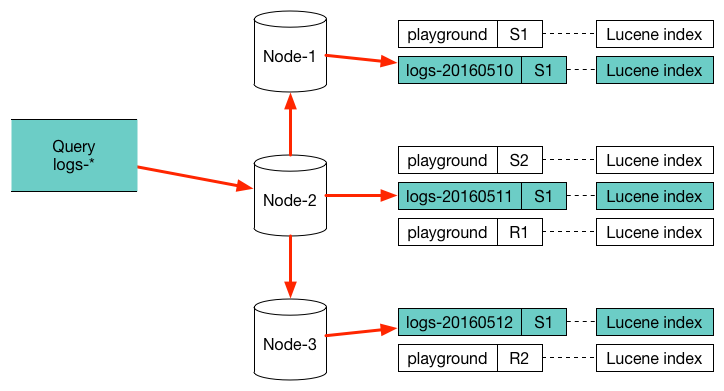 Query
logs-*
Node-1
playground S1 Lucene index
logs-20160510 S1 Lucene index
Node-2
playground S2 Lucene index
logs-20160511 S1 Lucene index
playground R1 Lucene index
Node-3
logs-20160512 S1 Lucene index
playground R2 Lucene index